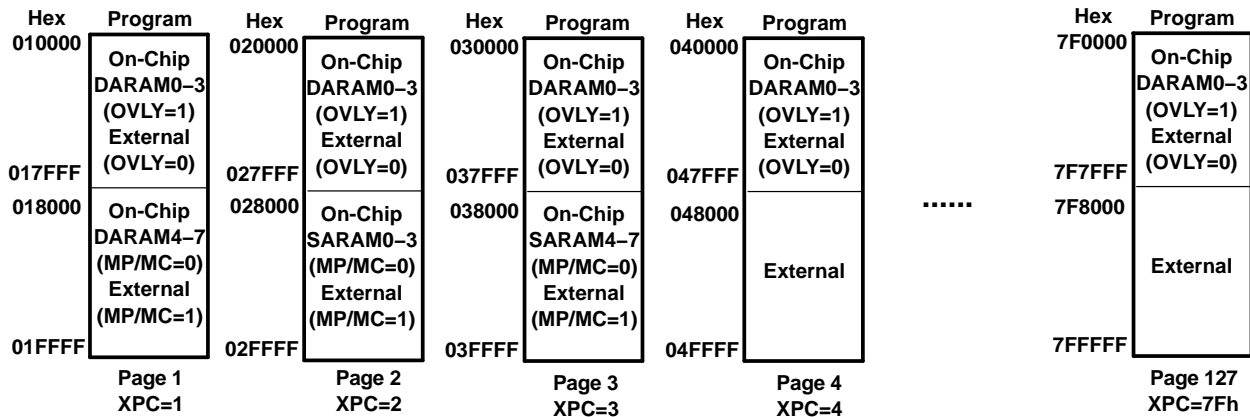 Hex Program
010000
On-Chip
DARAM0–3
(OVLY=1)
External
(OVLY=0)
017FFF
018000
On-Chip
DARAM4–7
(MP/MC=0)
External
(MP/MC=1)
01FFFF
Page 1
XPC=1
Hex Program
020000
On-Chip
DARAM0–3
(OVLY=1)
External
(OVLY=0)
027FFF
028000
On-Chip
SARAM0–3
(MP/MC=0)
External
(MP/MC=1)
02FFFF
Page 2
XPC=2
Hex Program
030000
On-Chip
DARAM0–3
(OVLY=1)
External
(OVLY=0)
037FFF
038000
On-Chip
SARAM4–7
(MP/MC=0)
External
(MP/MC=1)
03FFFF
Page 3
XPC=3
Hex Program
040000
On-Chip
DARAM0–3
(OVLY=1)
External
(OVLY=0)
047FFF
048000
External
04FFFF
Page 4
XPC=4
......
Hex Program
7F0000
On-Chip
DARAM0–3
(OVLY=1)
External
(OVLY=0)
7F7FFF
7F8000
External
7FFFFF
Page 127
XPC=7Fh